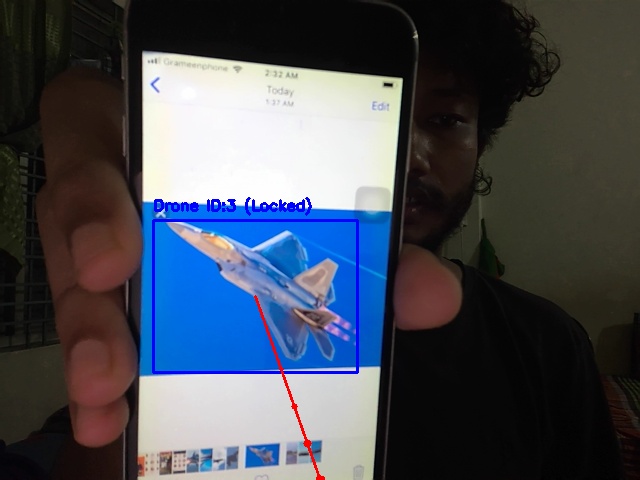 Grameenphone
2:32 AM
Today
1:37 AM
Edit
Drone ID:3 (Locked)